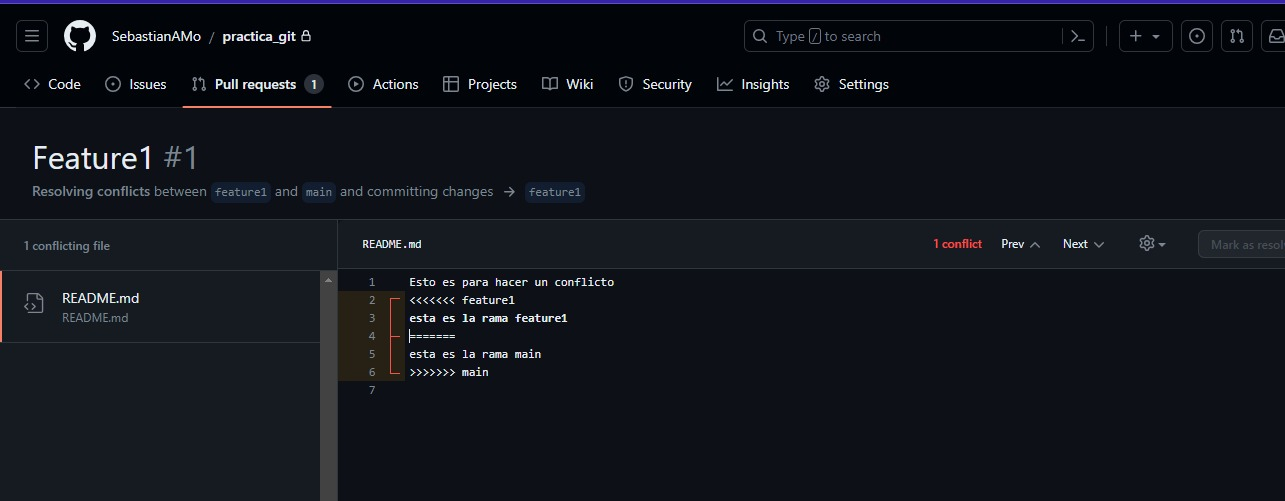 SebastianAMo / practica_git
Type / to search
Code
Issues
Pull requests 1
Actions
Projects
Wiki
Security
Insights
Settings
Feature1 #1
Resolving conflicts between feature1 and main and committing changes → feature1
1 conflicting file
README.md
README.md
README.md
1 conflict
Prev
Next
Mark as resol
1 Esto es para hacer un conflicto
2 <<<<<<< feature1
3 esta es la rama feature1
4 =======
5 esta es la rama main
6 >>>>>>> main
7